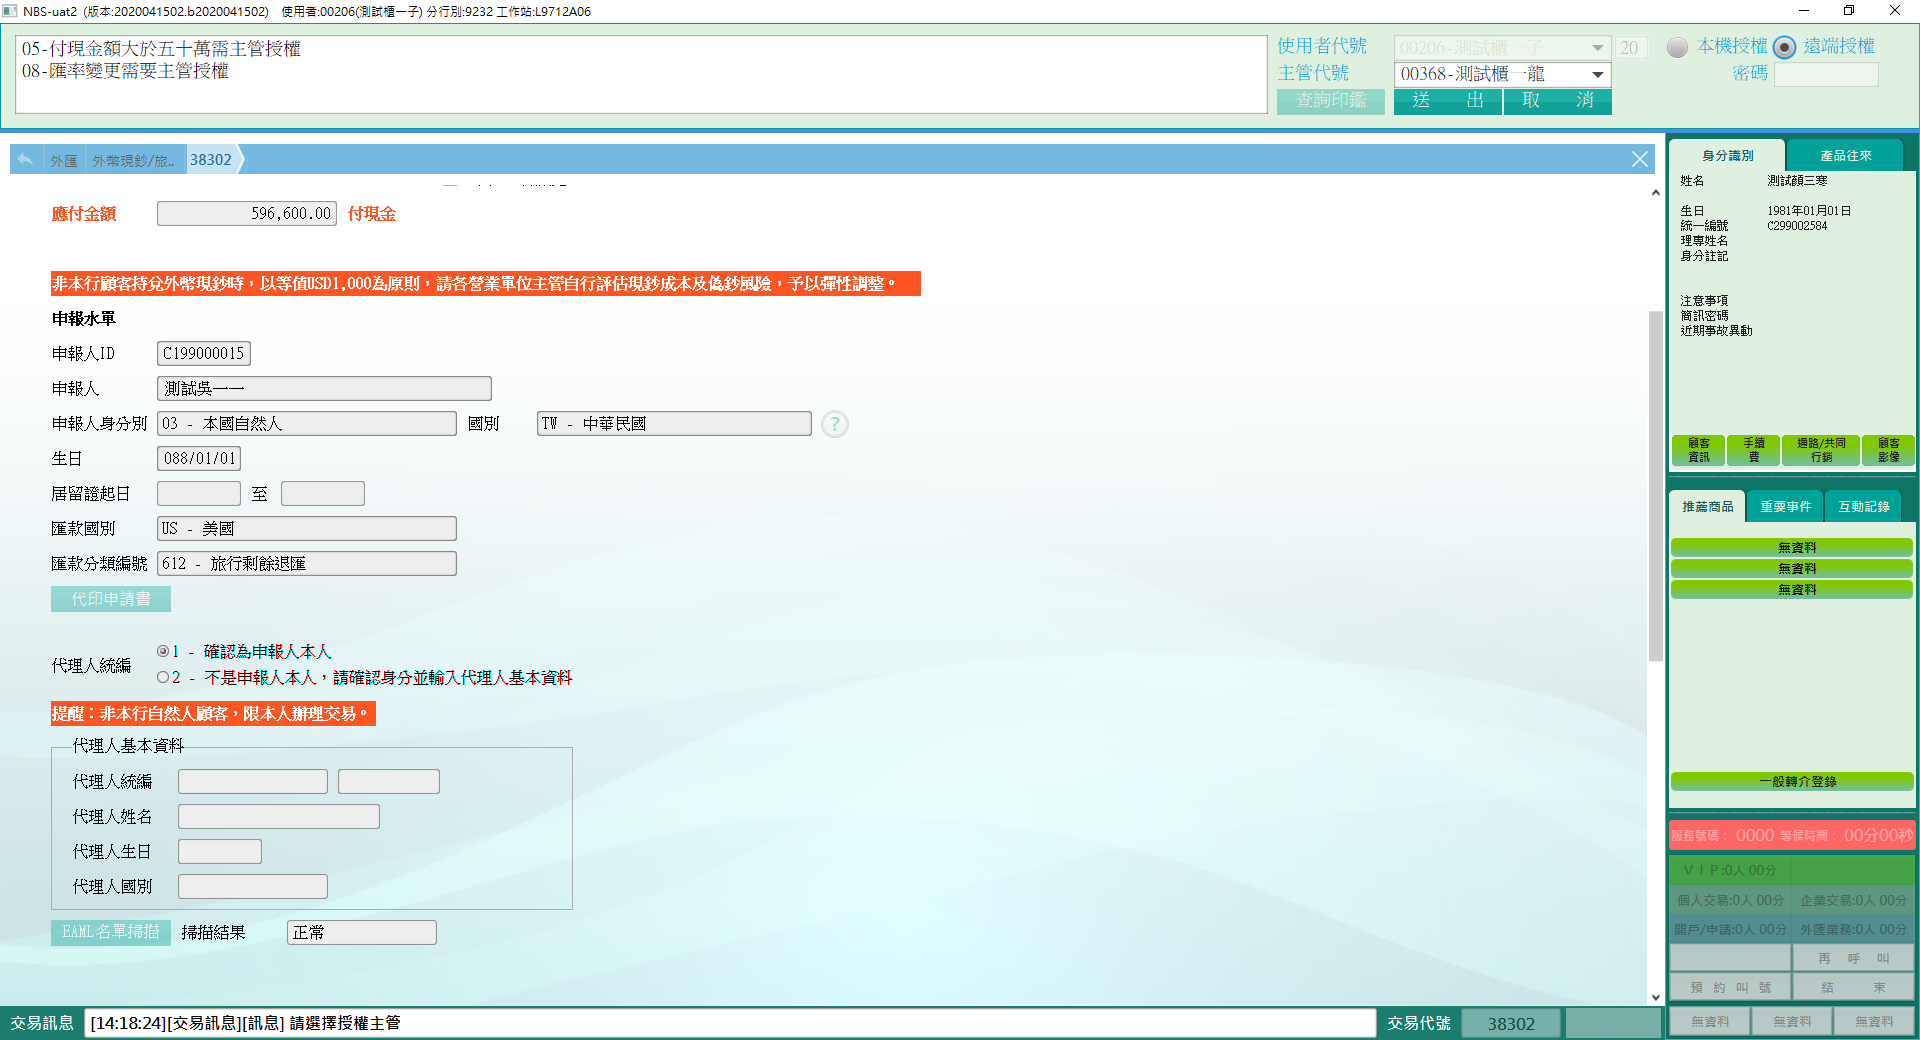 NBS-uat2 (版本:2020041502.b2020041502) 使用者:00206(測試櫃一子) 分行別:9232 工作站:L9712A06
05-付現金額大於五十萬需主管授權
08-匯率變更需要主管授權
使用者代號 00206-測試櫃一子 20 本機授權 遠端授權
主管代號 00368-測試櫃一龍 密碼
查詢印鑑 送 出 取 消
外匯 外幣現鈔/旅.. 38302
應付金額 596,600.00 付現金
非本行顧客持兌外幣現鈔時，以等值USD1,000為原則，請各營業單位主管自行評估現鈔成本及偽鈔風險，予以彈性調整。
申報水單
申報人ID C199000015
申報人 測試吳一一
申報人身分別 03 - 本國自然人 國別 TW - 中華民國 ?
生日 088/01/01
居留證起日 至
匯款國別 US - 美國
匯款分類編號 612 - 旅行剩餘退匯
代印申請書
代理人統編
1 - 確認為申報人本人
2 - 不是申報人本人，請確認身分並輸入代理人基本資料
提醒：非本行自然人顧客，限本人辦理交易。
代理人基本資料
代理人統編
代理人姓名
代理人生日
代理人國別
EAML名單掃描 掃描結果 正常
身分識別 產品往來
姓名 測試顏三寒
生日 1981年01月01日
統一編號 C299002584
理專姓名
身分註記
注意事項
簡訊密碼
近期事故異動
顧客資訊 手續費 通路/共同行銷 顧客影像
推薦商品 重要事件 互動記錄
無資料
無資料
無資料
一般轉介登錄
服務號碼： 0000 等候時間： 00分00秒
ＶＩＰ:0人 00分
個人交易:0人 00分 企業交易:0人 00分
開戶/申請:0人 00分 外匯業務:0人 00分
再 呼 叫
預 約 叫 號 結 束
無資料 無資料 無資料
交易訊息 [14:18:24][交易訊息][訊息] 請選擇授權主管 交易代號 38302